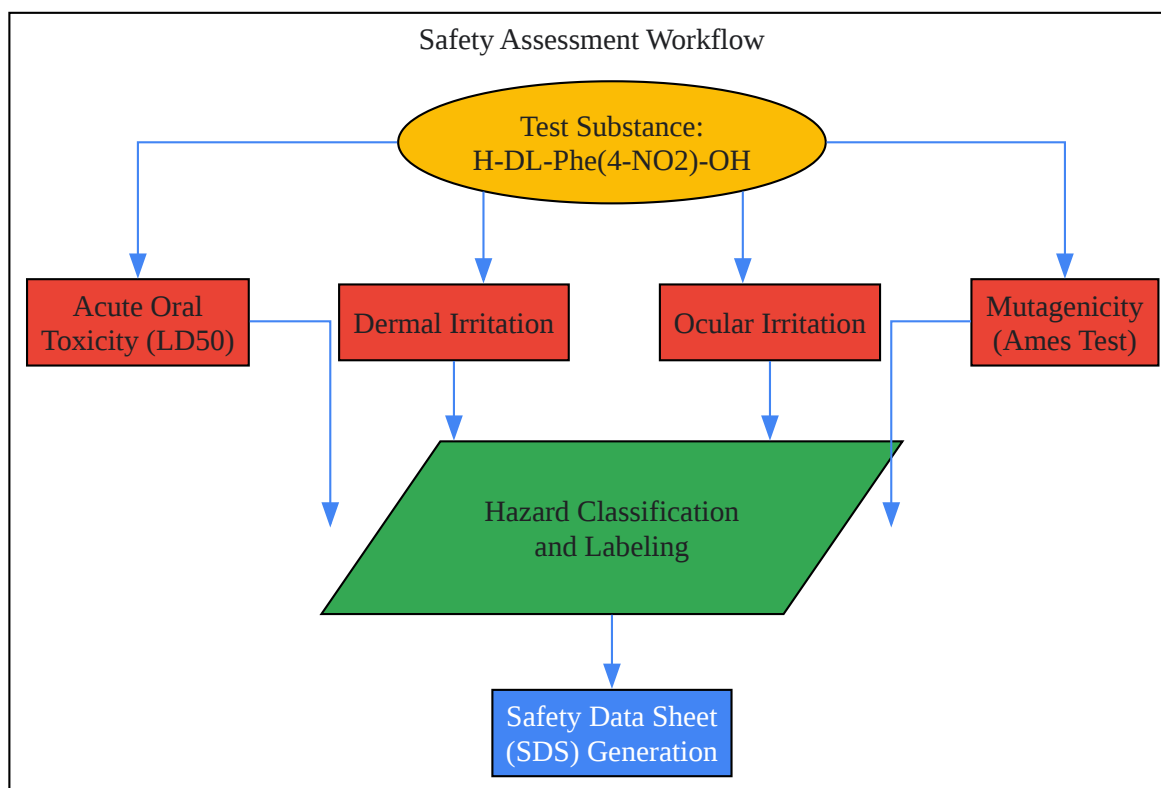 Safety Assessment Workflow
Test Substance:
H-DL-Phe(4-NO2)-OH
Acute Oral
Toxicity (LD50)
Dermal Irritation
Ocular Irritation
Mutagenicity
(Ames Test)
Hazard Classification
and Labeling
Safety Data Sheet
(SDS) Generation